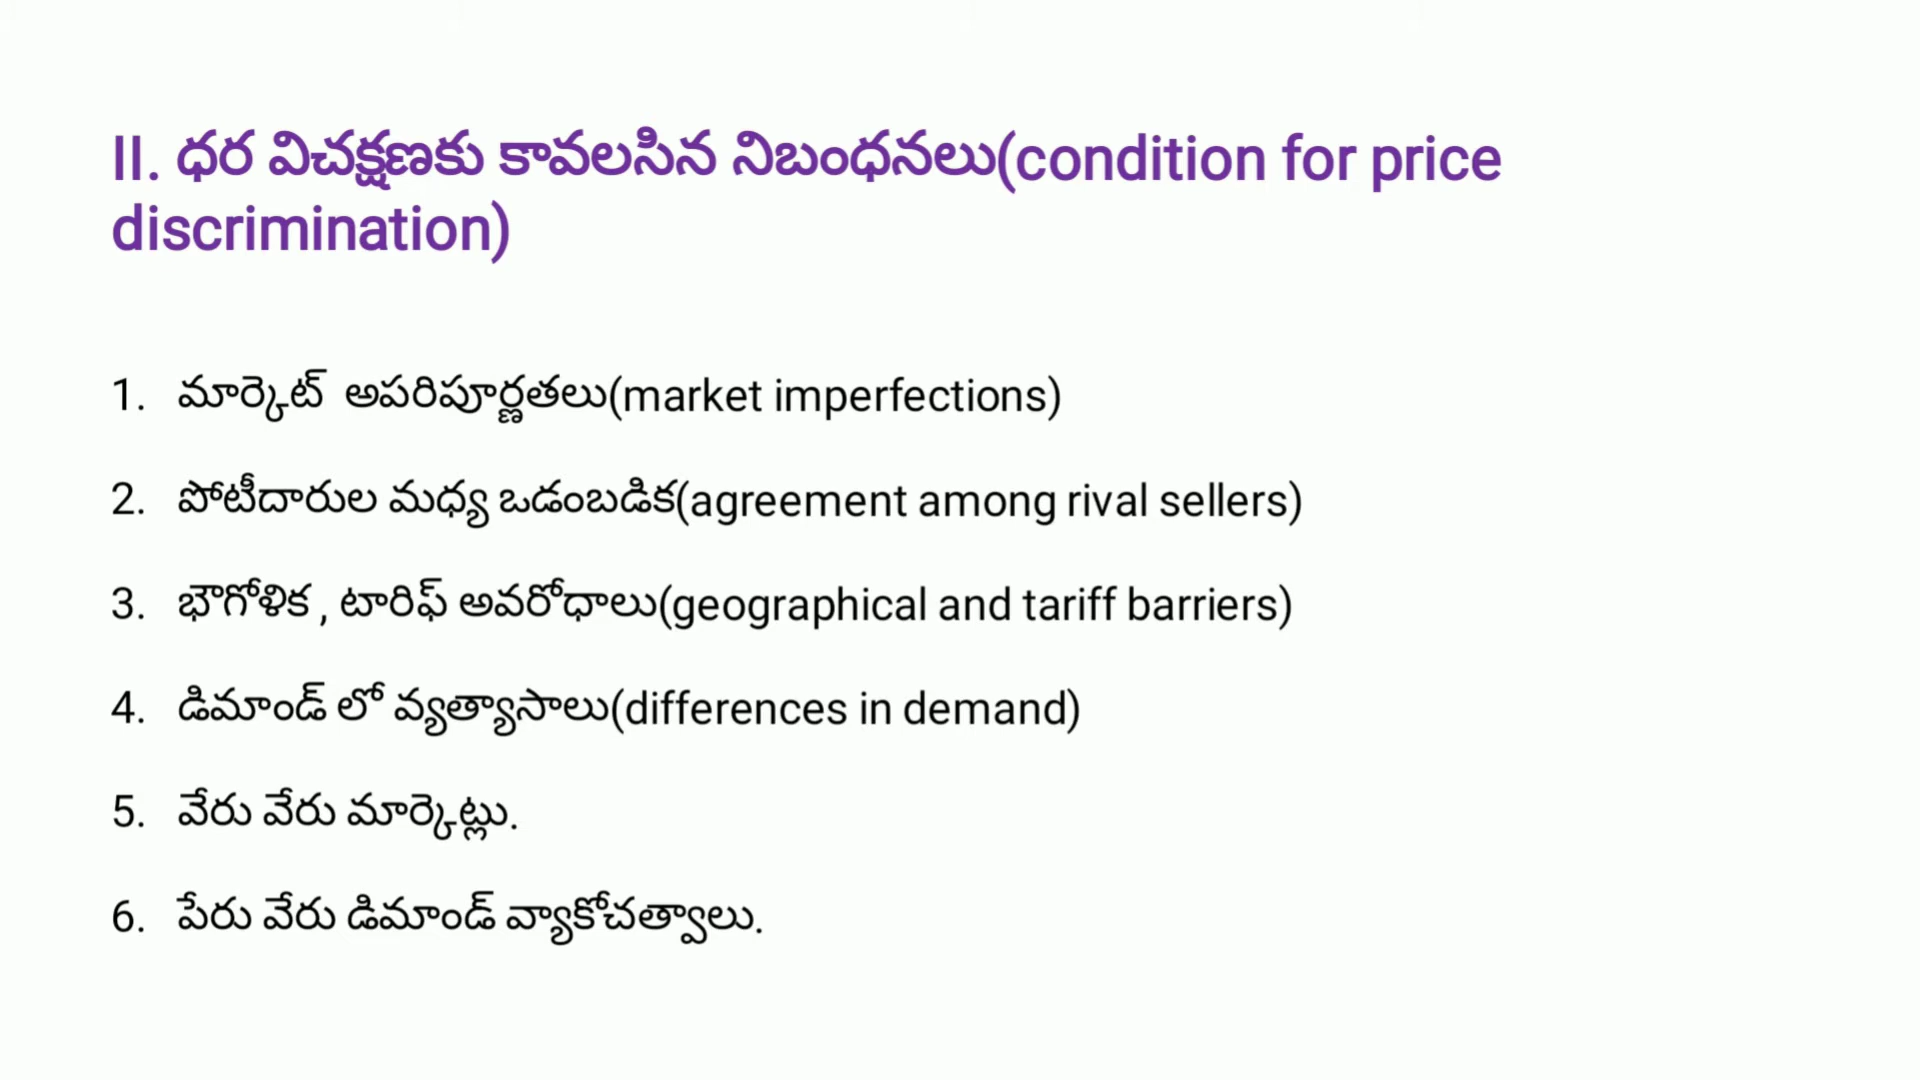 II. ధర విచక్షణకు కావలసిన నిబంధనలు(condition for price
discrimination)
1. మార్కెట్ అపరిపూర్ణతలు(market imperfections)
2. పోటీదారుల మధ్య ఒడంబడిక(agreement among rival sellers)
3. భౌగోళిక , టారిఫ్ అవరోధాలు(geographical and tariff barriers)
4. డిమాండ్ లో వ్యత్యాసాలు(differences in demand)
5. వేరు వేరు మార్కెట్లు.
6. పేరు వేరు డిమాండ్ వ్యాకోచత్వాలు.